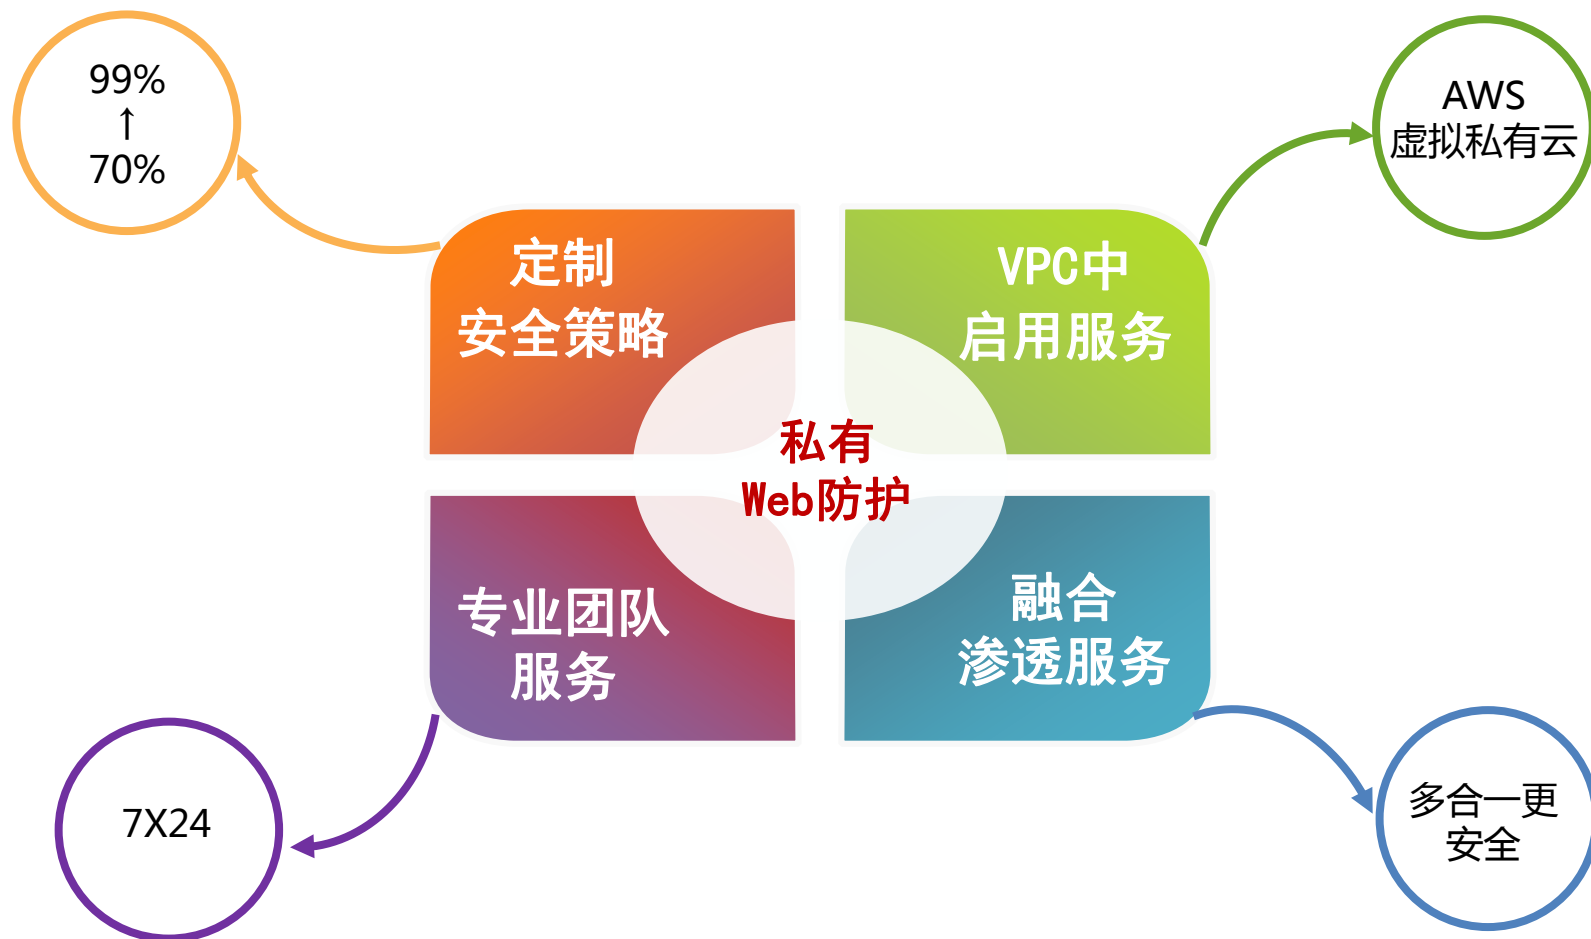 99%
↑
70%
AWS
虚拟私有云
定制
安全策略
VPC中
启用服务
私有
Web防护
专业团队
服务
融合
渗透服务
7X24
多合一更
安全